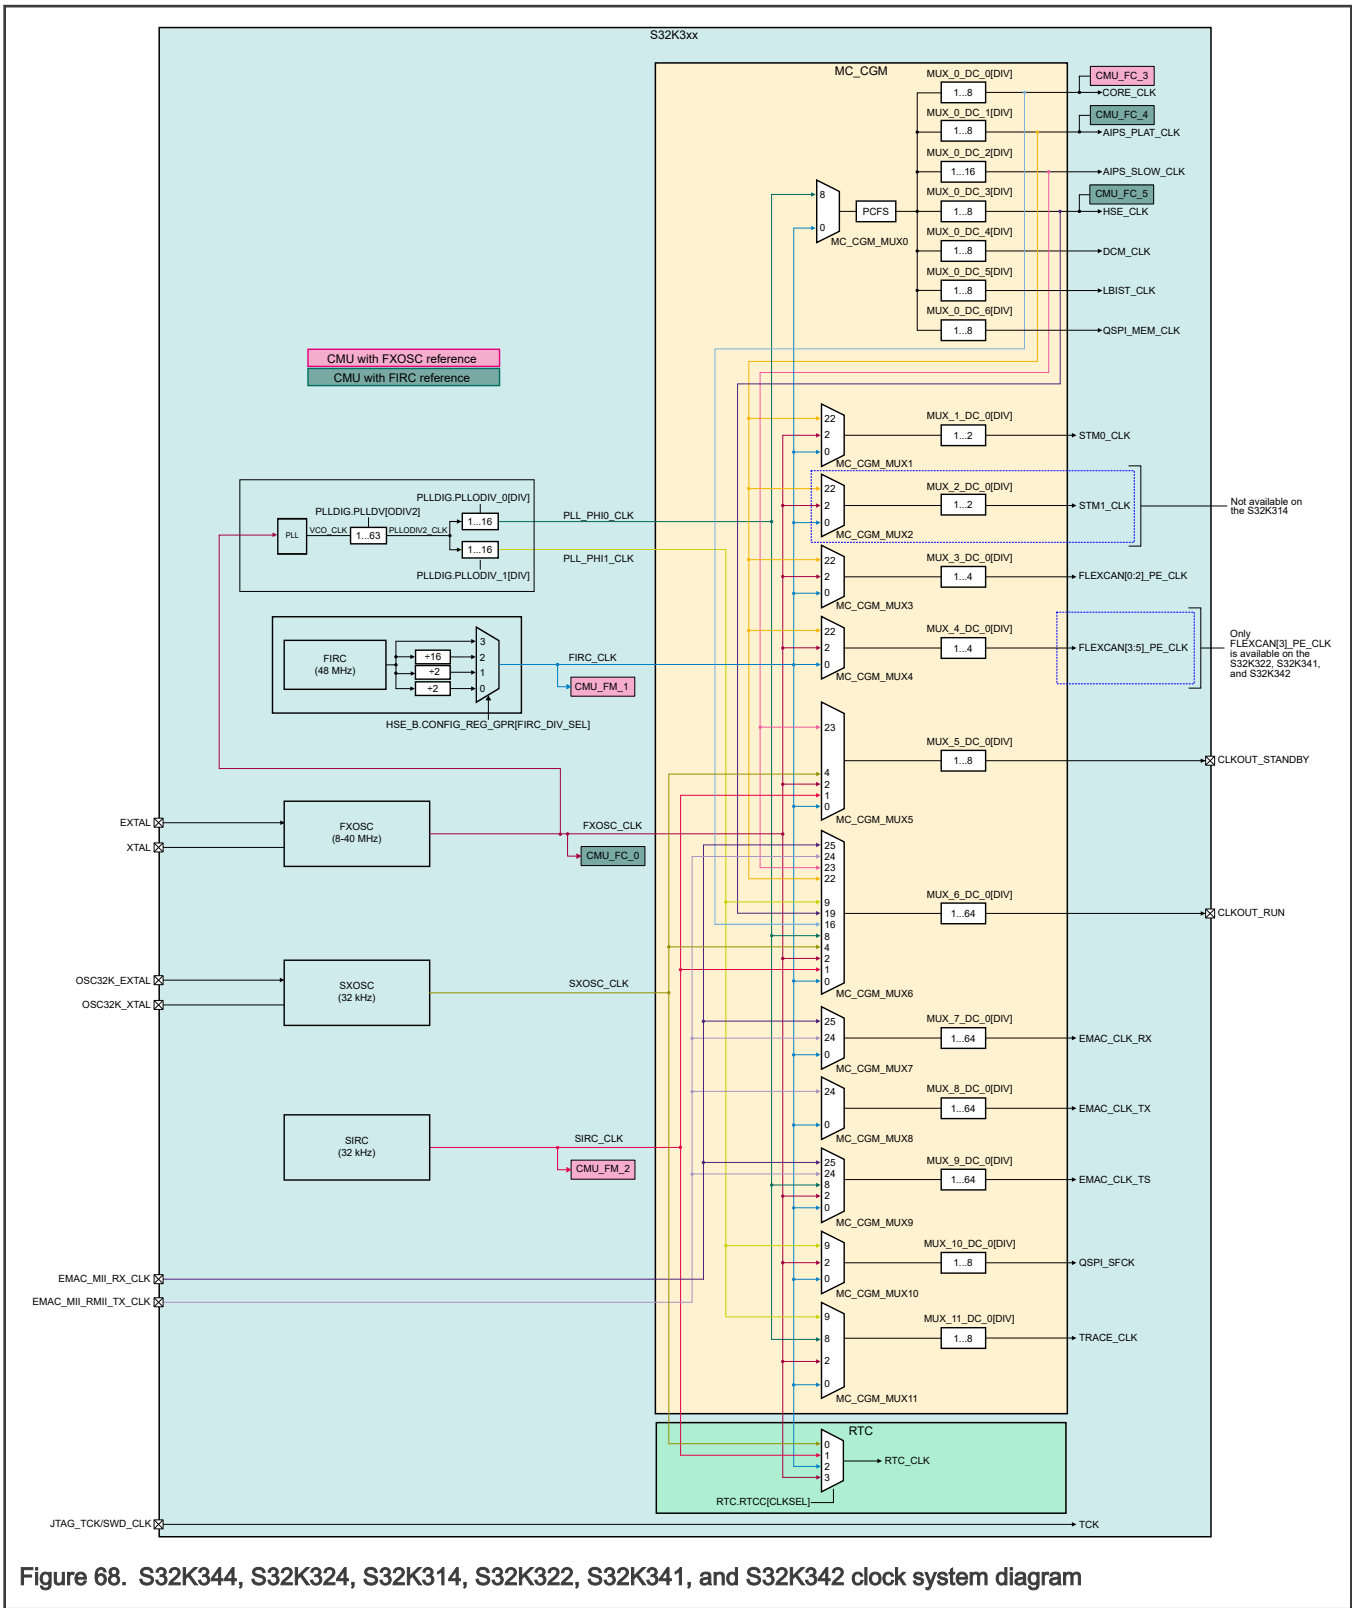 S32K3xx
MC_CGM
MUX_0_DC_0[DIV]
1...8
CMU_FC_3
CORE_CLK
MUX_0_DC_1[DIV]
1...8
CMU_FC_4
AIPS_PLAT_CLK
MUX_0_DC_2[DIV]
1...16
AIPS_SLOW_CLK
MUX_0_DC_3[DIV]
1...8
CMU_FC_5
HSE_CLK
8
0
PCFS
MC_CGM_MUX0
MUX_0_DC_4[DIV]
1...8
DCM_CLK
MUX_0_DC_5[DIV]
1...8
LBIST_CLK
MUX_0_DC_6[DIV]
1...8
QSPI_MEM_CLK
CMU with FXOSC reference
CMU with FIRC reference
22
2
0
MC_CGM_MUX1
MUX_1_DC_0[DIV]
1...2
STM0_CLK
22
2
0
MC_CGM_MUX2
MUX_2_DC_0[DIV]
1...2
STM1_CLK
Not available on
the S32K314
PLLDIG.PLLODIV_0[DIV]
PLLDIG.PLLDV[ODIV2]
PLL
VCO_CLK
1...63
PLLODIV2_CLK
1...16
1...16
PLLDIG.PLLODIV_1[DIV]
PLL_PHI0_CLK
PLL_PHI1_CLK
22
2
0
MC_CGM_MUX3
MUX_3_DC_0[DIV]
1...4
FLEXCAN[0:2]_PE_CLK
22
2
0
MC_CGM_MUX4
MUX_4_DC_0[DIV]
1...4
FLEXCAN[3:5]_PE_CLK
Only
FLEXCAN[3]_PE_CLK
is available on the
S32K322, S32K341,
and S32K342
FIRC
(48 MHz)
÷16
÷2
÷2
3
2
1
0
FIRC_CLK
CMU_FM_1
HSE_B.CONFIG_REG_GPR[FIRC_DIV_SEL]
23
4
2
1
0
MC_CGM_MUX5
MUX_5_DC_0[DIV]
1...8
CLKOUT_STANDBY
EXTAL
XTAL
FXOSC
(8-40 MHz)
FXOSC_CLK
CMU_FC_0
25
24
23
22
9
19
16
8
4
2
1
0
MC_CGM_MUX6
MUX_6_DC_0[DIV]
1...64
CLKOUT_RUN
OSC32K_EXTAL
OSC32K_XTAL
SXOSC
(32 kHz)
SXOSC_CLK
25
24
0
MC_CGM_MUX7
MUX_7_DC_0[DIV]
1...64
EMAC_CLK_RX
24
0
MC_CGM_MUX8
MUX_8_DC_0[DIV]
1...64
EMAC_CLK_TX
SIRC
(32 kHz)
SIRC_CLK
CMU_FM_2
25
24
8
2
0
MC_CGM_MUX9
MUX_9_DC_0[DIV]
1...64
EMAC_CLK_TS
EMAC_MII_RX_CLK
EMAC_MII_RMII_TX_CLK
9
2
0
MC_CGM_MUX10
MUX_10_DC_0[DIV]
1...8
QSPI_SFCK
9
8
2
0
MC_CGM_MUX11
MUX_11_DC_0[DIV]
1...8
TRACE_CLK
RTC
0
1
2
3
RTC_CLK
RTC.RTCC[CLKSEL]
JTAG_TCK/SWD_CLK
TCK
Figure 68. S32K344, S32K324, S32K314, S32K322, S32K341, and S32K342 clock system diagram